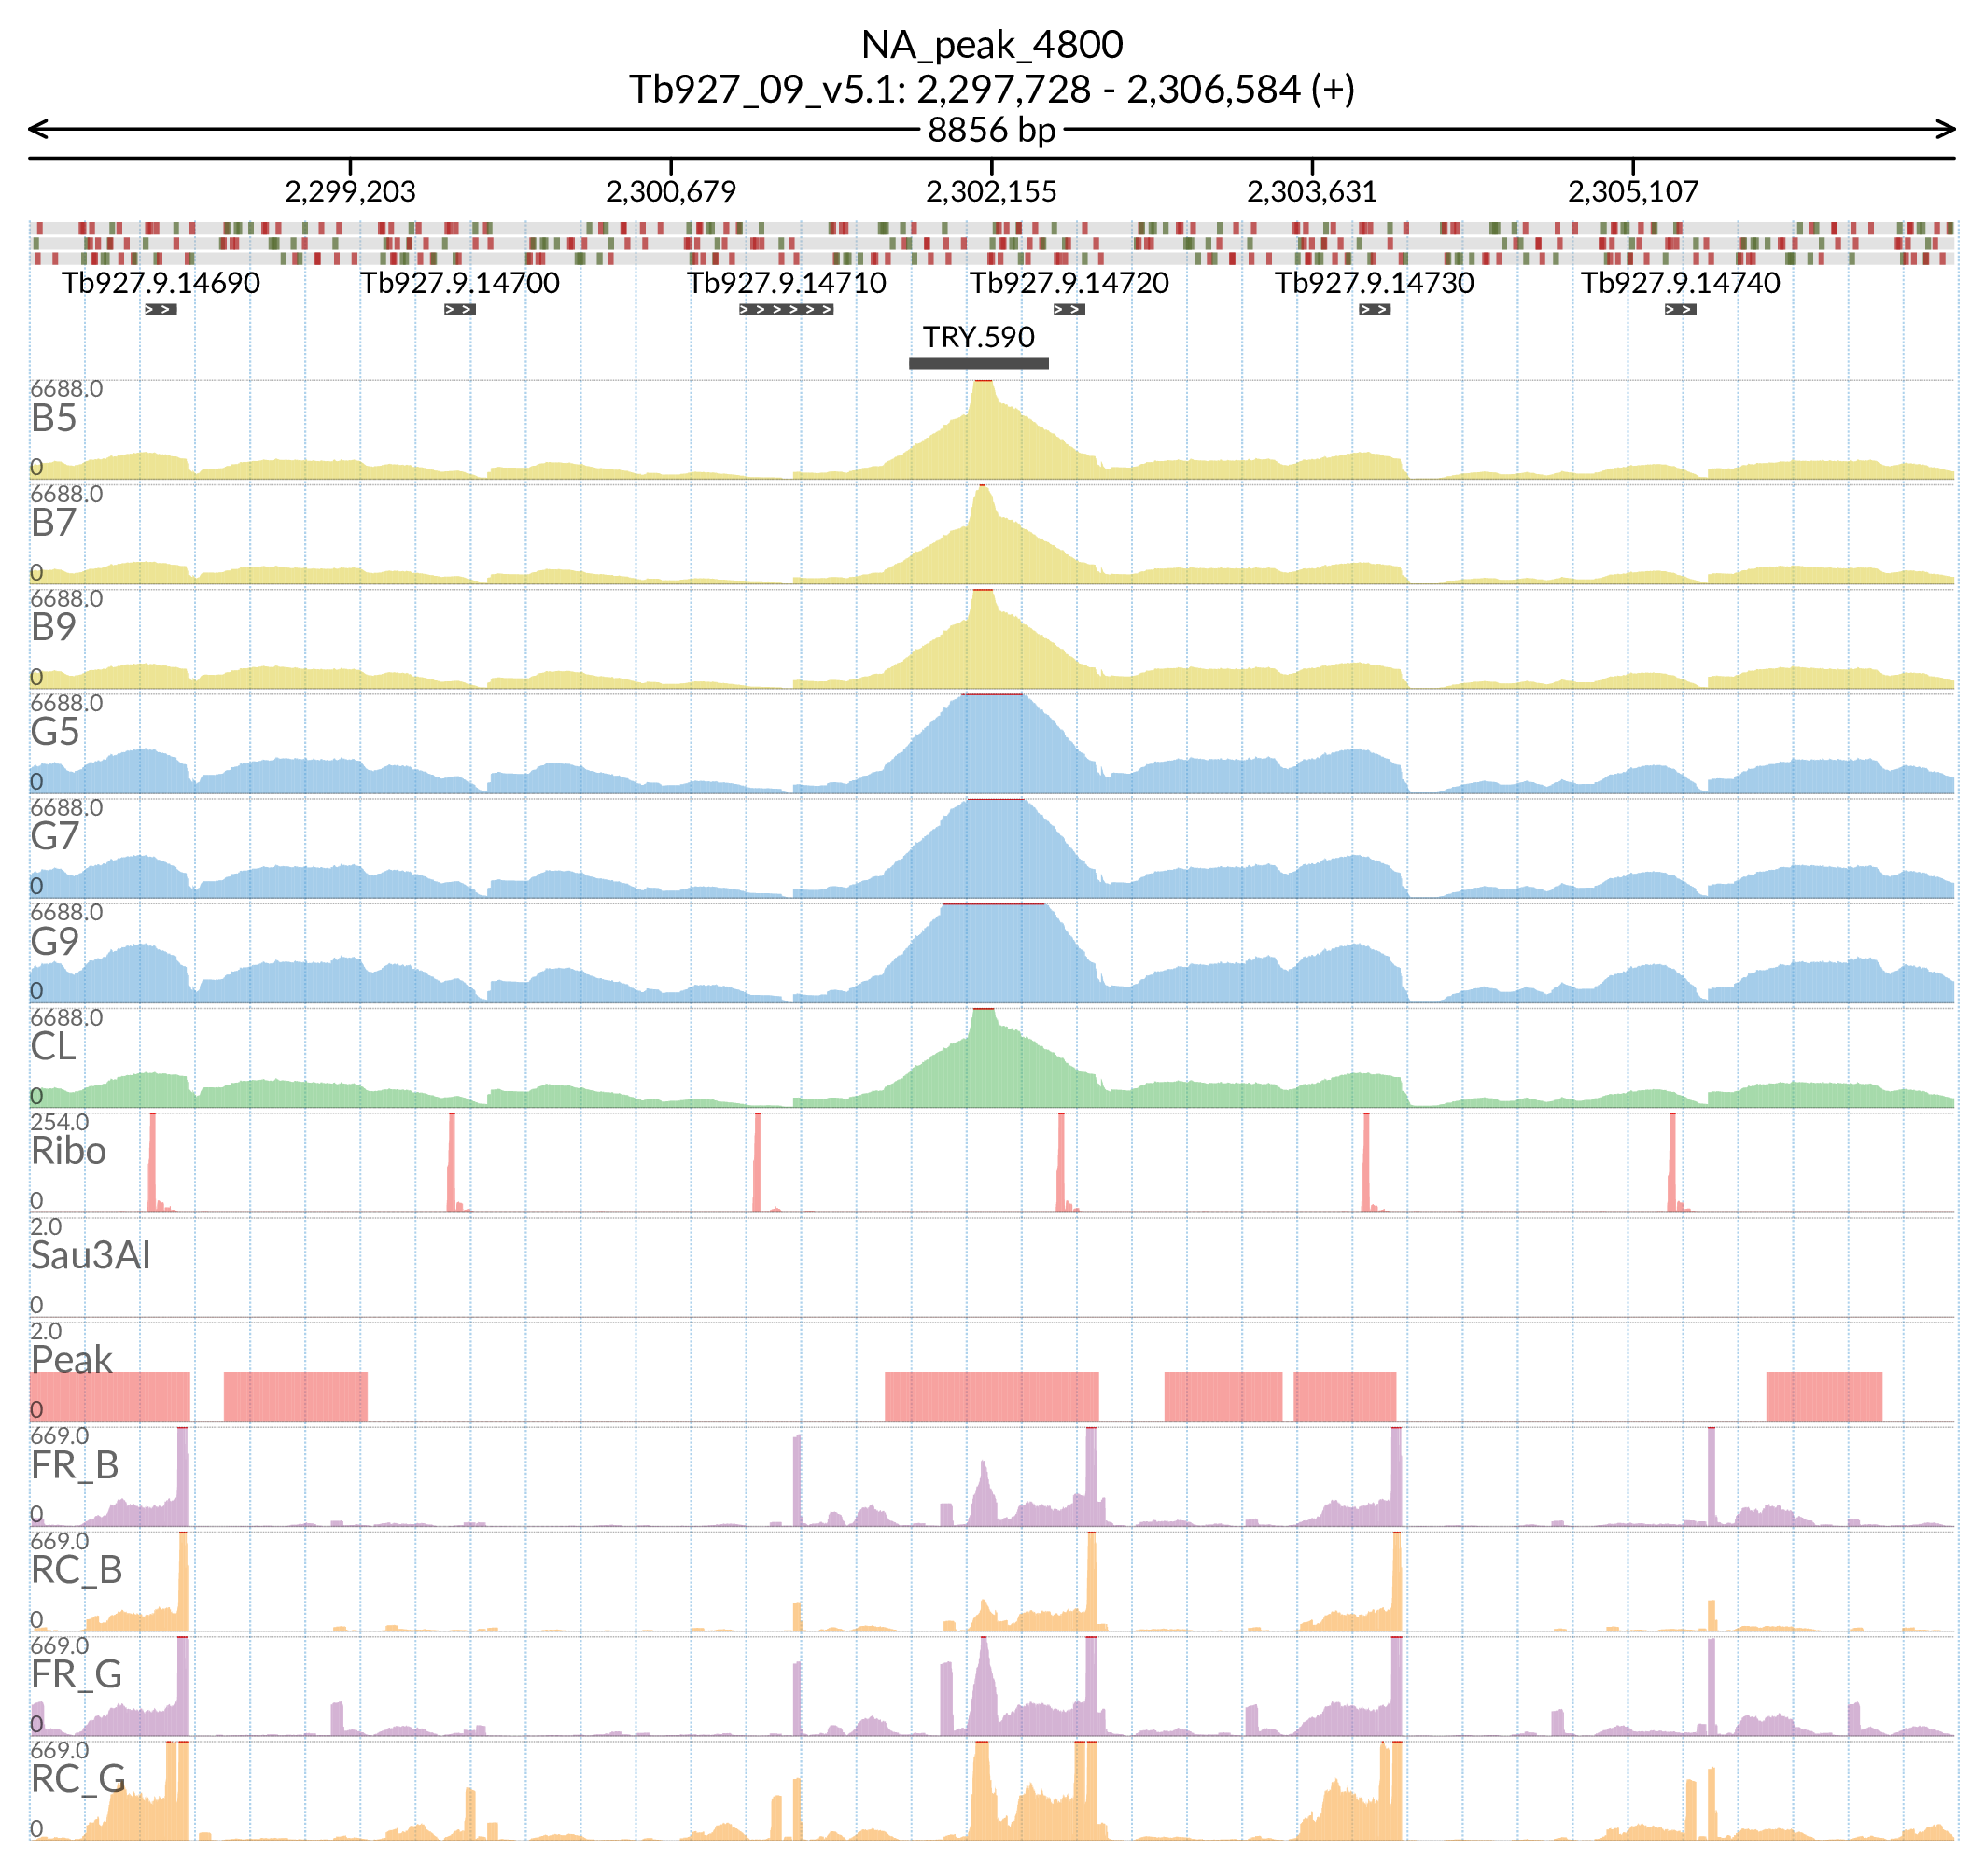 NA_peak_4800
Tb927_09_v5.1: 2,297,728 - 2,306,584 (+)
8856 bp
2,299,203 2,300,679 2,302,155 2,303,631 2,305,107
Tb927.9.14690 Tb927.9.14700 Tb927.9.14710 Tb927.9.14720 Tb927.9.14730 Tb927.9.14740
TRY.590
6688.0
B5
0
6688.0
B7
0
6688.0
B9
0
6688.0
G5
0
6688.0
G7
0
6688.0
G9
0
6688.0
CL
0
254.0
Ribo
0
2.0
Sau3AI
0
2.0
Peak
0
669.0
FR_B
0
669.0
RC_B
0
669.0
FR_G
0
669.0
RC_G
0